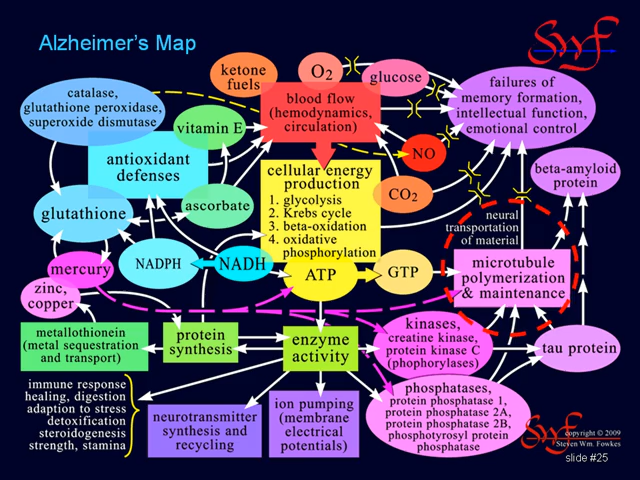 Alzheimer's Map
Swf
ketone
fuels
O2
glucose
catalase,
glutathione peroxidase,
superoxide dismutase
blood flow
(hemodynamics,
circulation)
failures of
memory formation,
intellectual function,
emotional control
vitamin E
NO
antioxidant
defenses
cellular energy
production
1. glycolysis
2. Krebs cycle
3. beta-oxidation
4. oxidative
phosphorylation
beta-amyloid
protein
CO2
glutathione
ascorbate
neural
transportation
of material
mercury
NADPH
NADH
ATP
GTP
microtubule
polymerization
& maintenance
zinc,
copper
metallothionein
(metal sequestration
and transport)
protein
synthesis
enzyme
activity
kinases,
creatine kinase,
protein kinase C
(phophorylases)
tau protein
immune response
healing, digestion
adaption to stress
detoxification
steroidogenesis
strength, stamina
neurotransmitter
synthesis and
recycling
ion pumping
(membrane
electrical
potentials)
phosphatases,
protein phosphatase 1,
protein phosphatase 2A,
protein phosphatase 2B,
phosphotyrosyl protein
phosphatase
Swf
copyright © 2009
Steven Wm. Fowkes
slide #25